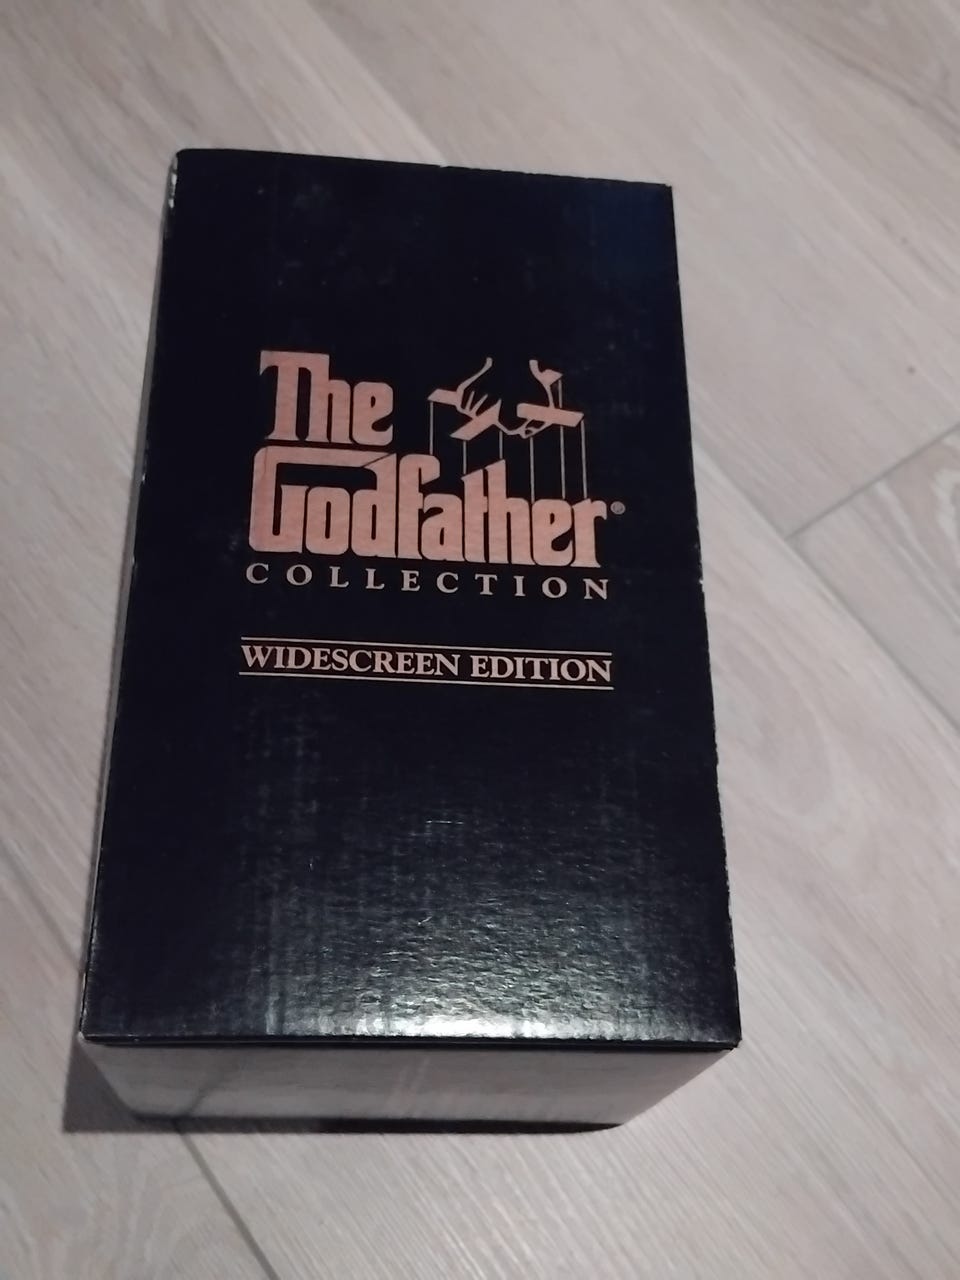 The
Godfather®
COLLECTION
WIDESCREEN EDITION